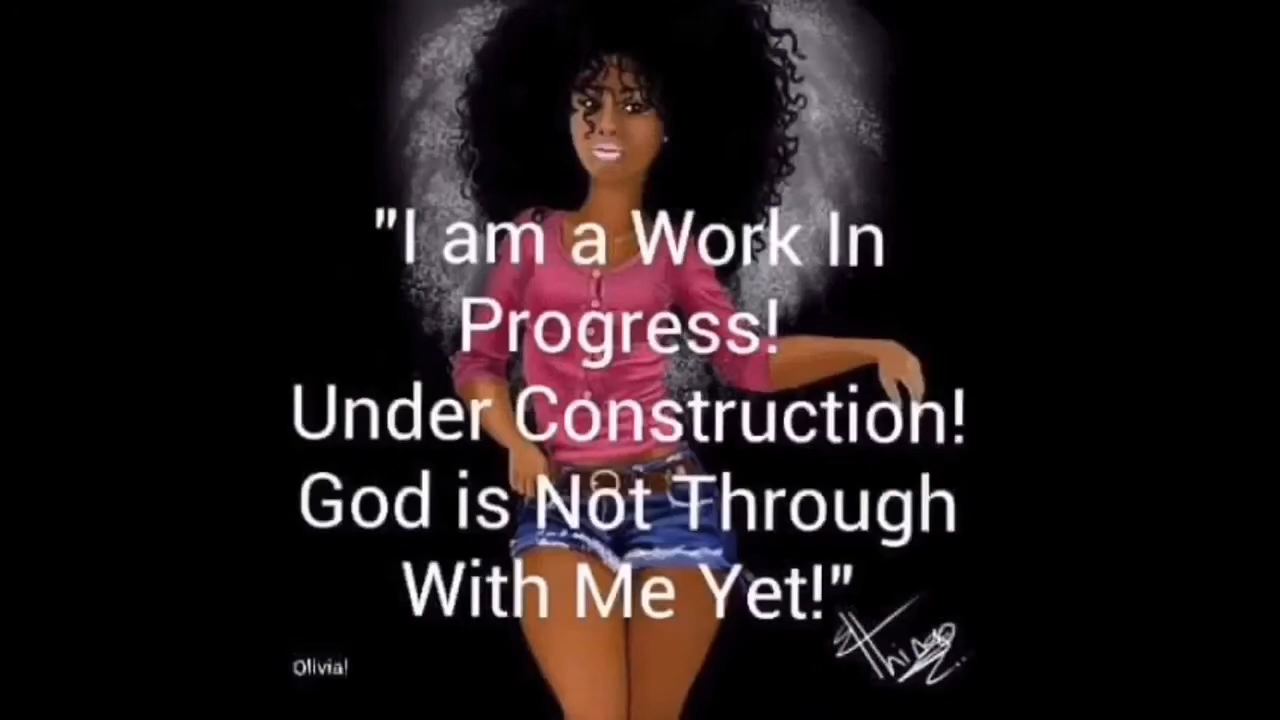 "I am a Work In
Progress!
Under Construction!
God is Not Through
With Me Yet!"
Olivia!